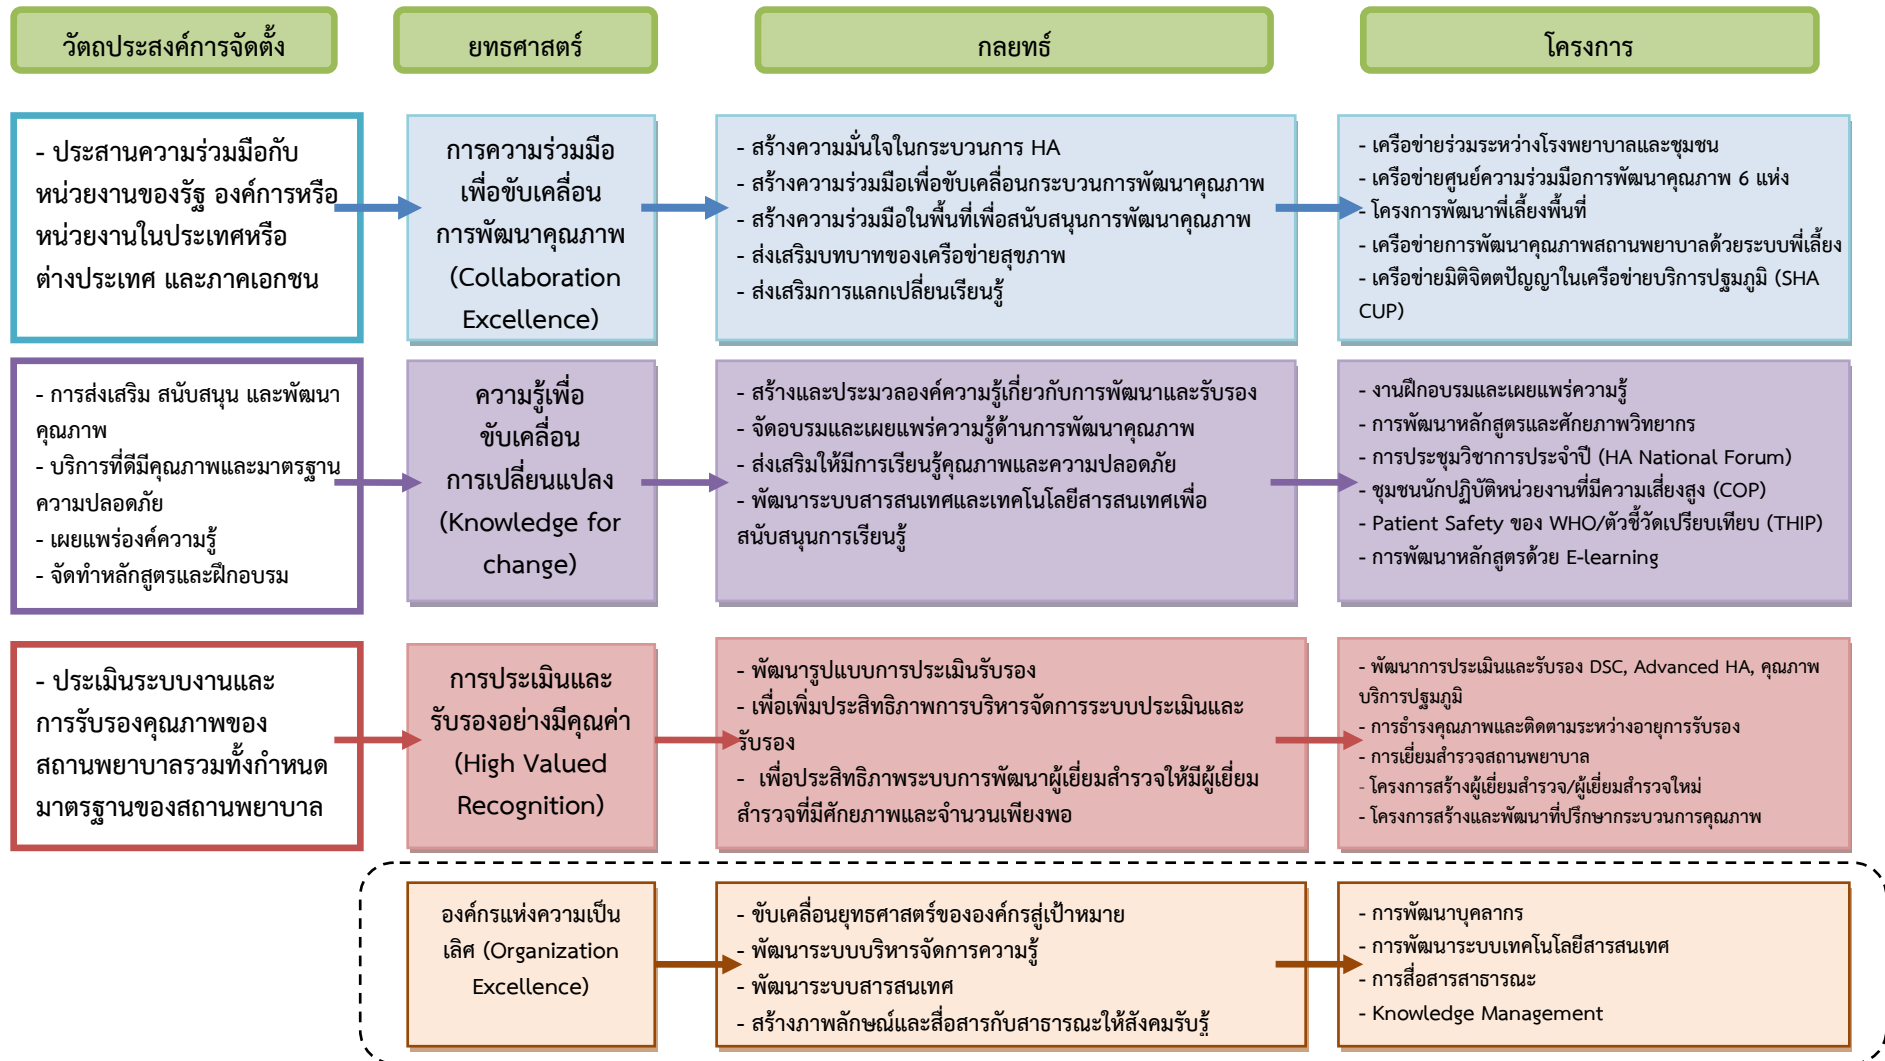 วัตถุประสงค์การจัดตั้ง
ยทธศาสตร์
กลยทธ์
โครงการ
- ประสานความร่วมมือกับ
หน่วยงานของรัฐ องค์การหรือ
หน่วยงานในประเทศหรือ
ต่างประเทศ และภาคเอกชน
การความร่วมมือ
เพื่อขับเคลื่อน
การพัฒนาคุณภาพ
(Collaboration
Excellence)
- สร้างความมั่นใจในกระบวนการ HA
- สร้างความร่วมมือเพื่อขับเคลื่อนกระบวนการพัฒนาคุณภาพ
- สร้างความร่วมมือในพื้นที่เพื่อสนับสนุนการพัฒนาคุณภาพ
- ส่งเสริมบทบาทของเครือข่ายสุขภาพ
- ส่งเสริมการแลกเปลี่ยนเรียนรู้
- เครือข่ายร่วมระหว่างโรงพยาบาลและชุมชน
- เครือข่ายศูนย์ความร่วมมือการพัฒนาคุณภาพ 6 แห่ง
- โครงการพัฒนาพี่เลี้ยงพื้นที่
- เครือข่ายการพัฒนาคุณภาพสถานพยาบาลด้วยระบบพี่เลี้ยง
- เครือข่ายมิติจิตตปัญญาในเครือข่ายบริการปฐมภูมิ (SHA
CUP)
- การส่งเสริม สนับสนุน และพัฒนา
คุณภาพ
- บริการที่ดีมีคุณภาพและมาตรฐาน
ความปลอดภัย
- เผยแพร่องค์ความรู้
- จัดทำหลักสูตรและฝึกอบรม
ความรู้เพื่อ
ขับเคลื่อน
การเปลี่ยนแปลง
(Knowledge for
change)
- สร้างและประมวลองค์ความรู้เกี่ยวกับการพัฒนาและรับรอง
- จัดอบรมและเผยแพร่ความรู้ด้านการพัฒนาคุณภาพ
- ส่งเสริมให้มีการเรียนรู้คุณภาพและความปลอดภัย
- พัฒนาระบบสารสนเทศและเทคโนโลยีสารสนเทศเพื่อ
สนับสนุนการเรียนรู้
- งานฝึกอบรมและเผยแพร่ความรู้
- การพัฒนาหลักสูตรและศักยภาพวิทยากร
- การประชุมวิชาการประจำปี (HA National Forum)
- ชุมชนนักปฏิบัติหน่วยงานที่มีความเสี่ยงสูง (COP)
- Patient Safety ของ WHO/ตัวชี้วัดเปรียบเทียบ (THIP)
- การพัฒนาหลักสูตรด้วย E-learning
- ประเมินระบบงานและ
การรับรองคุณภาพของ
สถานพยาบาลรวมทั้งกำหนด
มาตรฐานของสถานพยาบาล
การประเมินและ
รับรองอย่างมีคุณค่า
(High Valued
Recognition)
- พัฒนารูปแบบการประเมินรับรอง
- เพื่อเพิ่มประสิทธิภาพการบริหารจัดการระบบประเมินและ
รับรอง
- เพื่อประสิทธิภาพระบบการพัฒนาผู้เยี่ยมสำรวจให้มีผู้เยี่ยม
สำรวจที่มีศักยภาพและจำนวนเพียงพอ
- พัฒนาการประเมินและรับรอง DSC, Advanced HA, คุณภาพ
บริการปฐมภูมิ
- การธำรงคุณภาพและติดตามระหว่างอายุการรับรอง
- การเยี่ยมสำรวจสถานพยาบาล
- โครงการสร้างผู้เยี่ยมสำรวจ/ผู้เยี่ยมสำรวจใหม่
- โครงการสร้างและพัฒนาที่ปรึกษากระบวนการคุณภาพ
องค์กรแห่งความเป็น
เลิศ (Organization
Excellence)
- ขับเคลื่อนยุทธศาสตร์ขององค์กรสู่เป้าหมาย
- พัฒนาระบบบริหารจัดการความรู้
- พัฒนาระบบสารสนเทศ
- สร้างภาพลักษณ์และสื่อสารกับสาธารณะให้สังคมรับรู้
- การพัฒนาบุคลากร
- การพัฒนาระบบเทคโนโลยีสารสนเทศ
- การสื่อสารสาธารณะ
- Knowledge Management